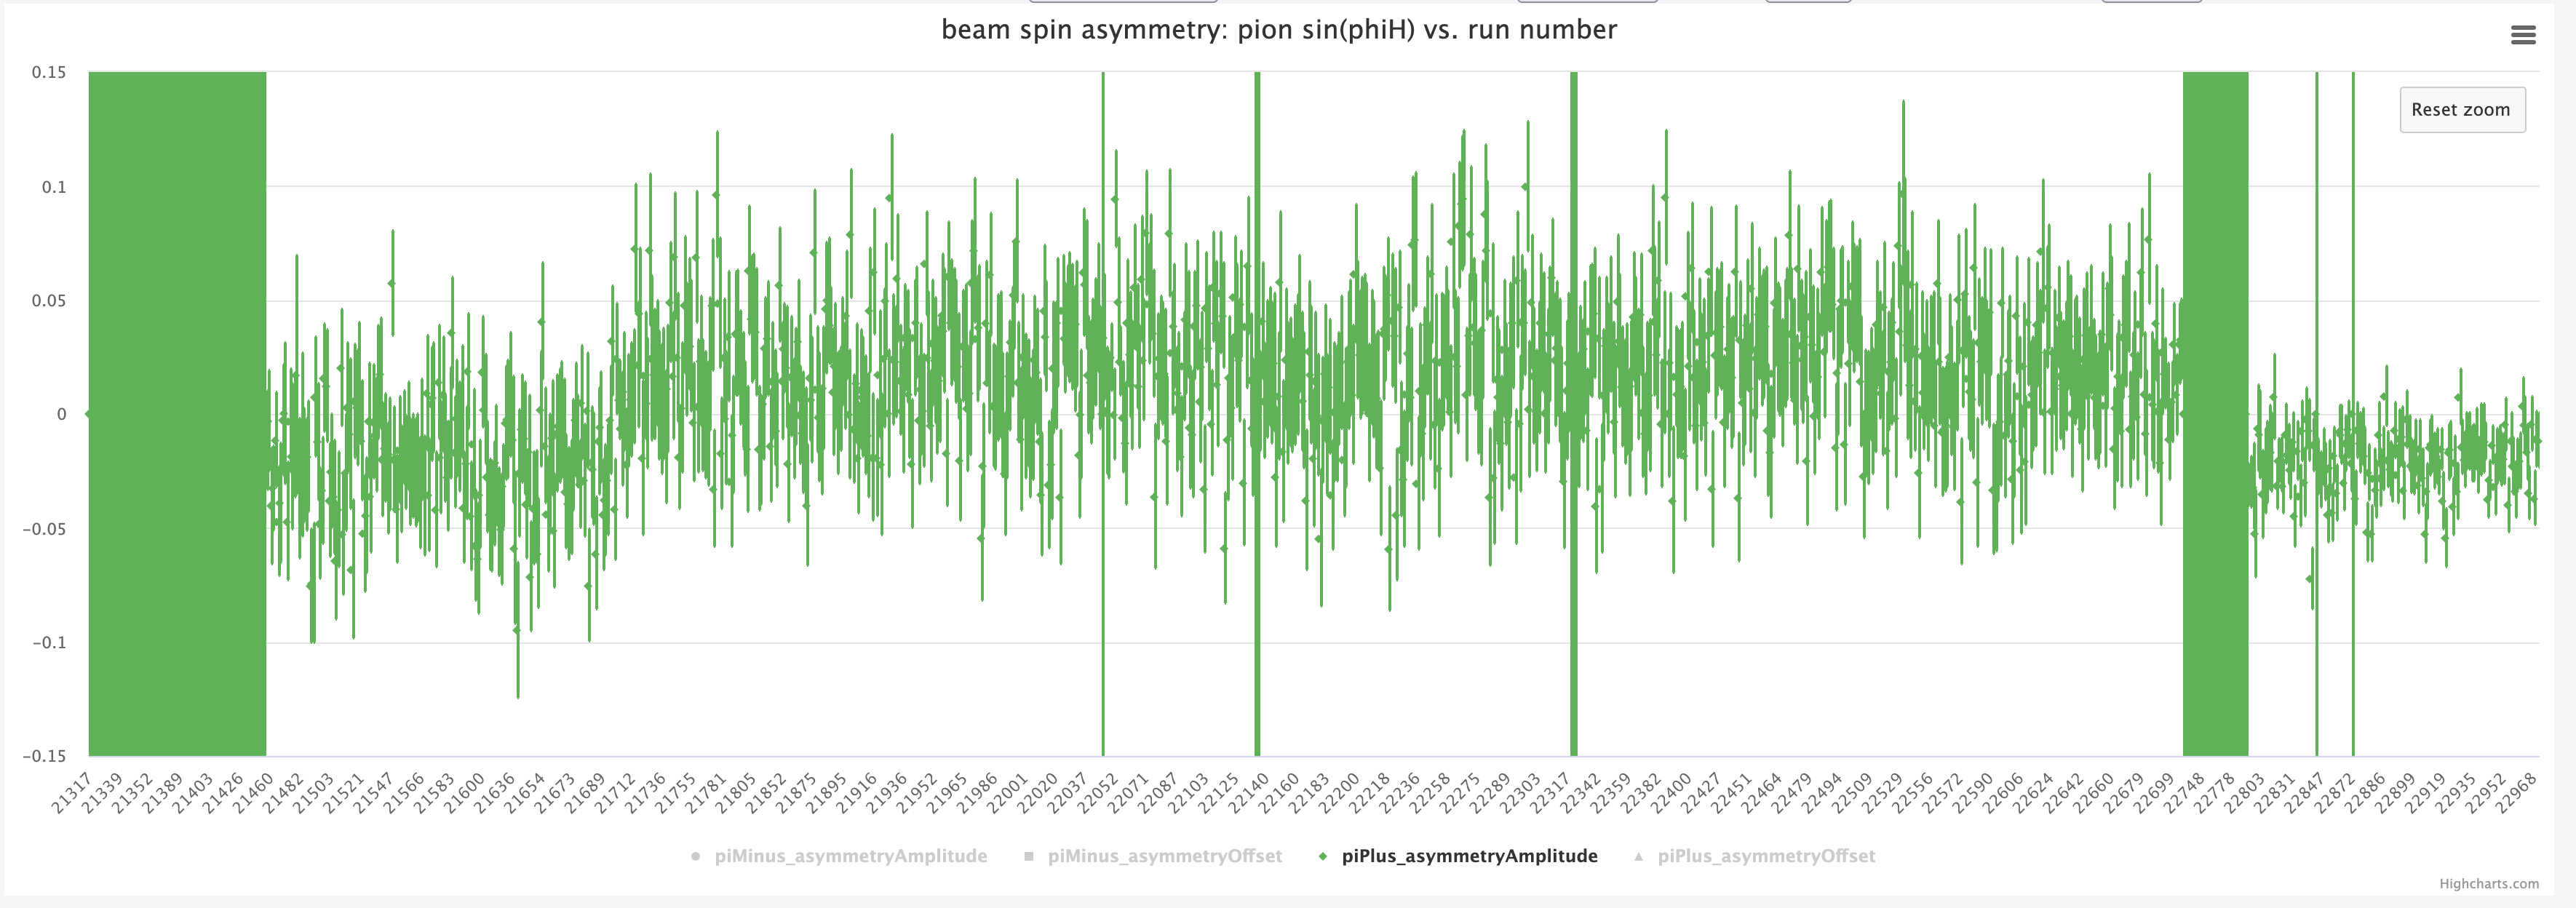 beam spin asymmetry: pion sin(phiH) vs. run number
Reset zoom
0.15
0.1
0.05
0
−0.05
−0.1
−0.15
21317 21339 21352 21389 21403 21426 21460 21482 21503 21521 21547 21566 21583 21600 21636 21654 21673 21689 21712 21736 21755 21781 21805 21852 21875 21895 21916 21936 21952 21965 21986 22001 22020 22037 22052 22071 22087 22103 22125 22140 22160 22183 22200 22218 22236 22258 22275 22289 22303 22317 22342 22359 22382 22400 22427 22451 22464 22479 22494 22509 22529 22556 22572 22590 22606 22624 22642 22660 22679 22699 22748 22778 22803 22831 22847 22872 22886 22899 22919 22935 22952 22968
piMinus_asymmetryAmplitude piMinus_asymmetryOffset piPlus_asymmetryAmplitude piPlus_asymmetryOffset
Highcharts.com